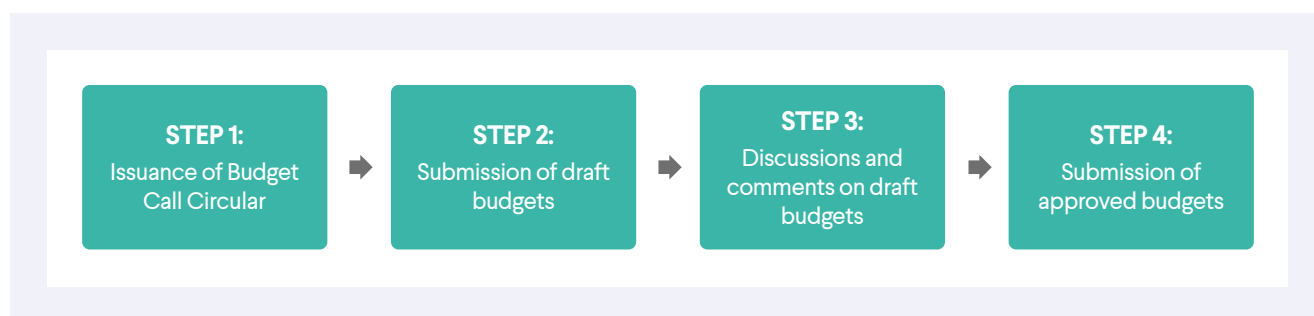 STEP 1:
Issuance of Budget
Call Circular
STEP 2:
Submission of draft
budgets
STEP 3:
Discussions and
comments on draft
budgets
STEP 4:
Submission of
approved budgets